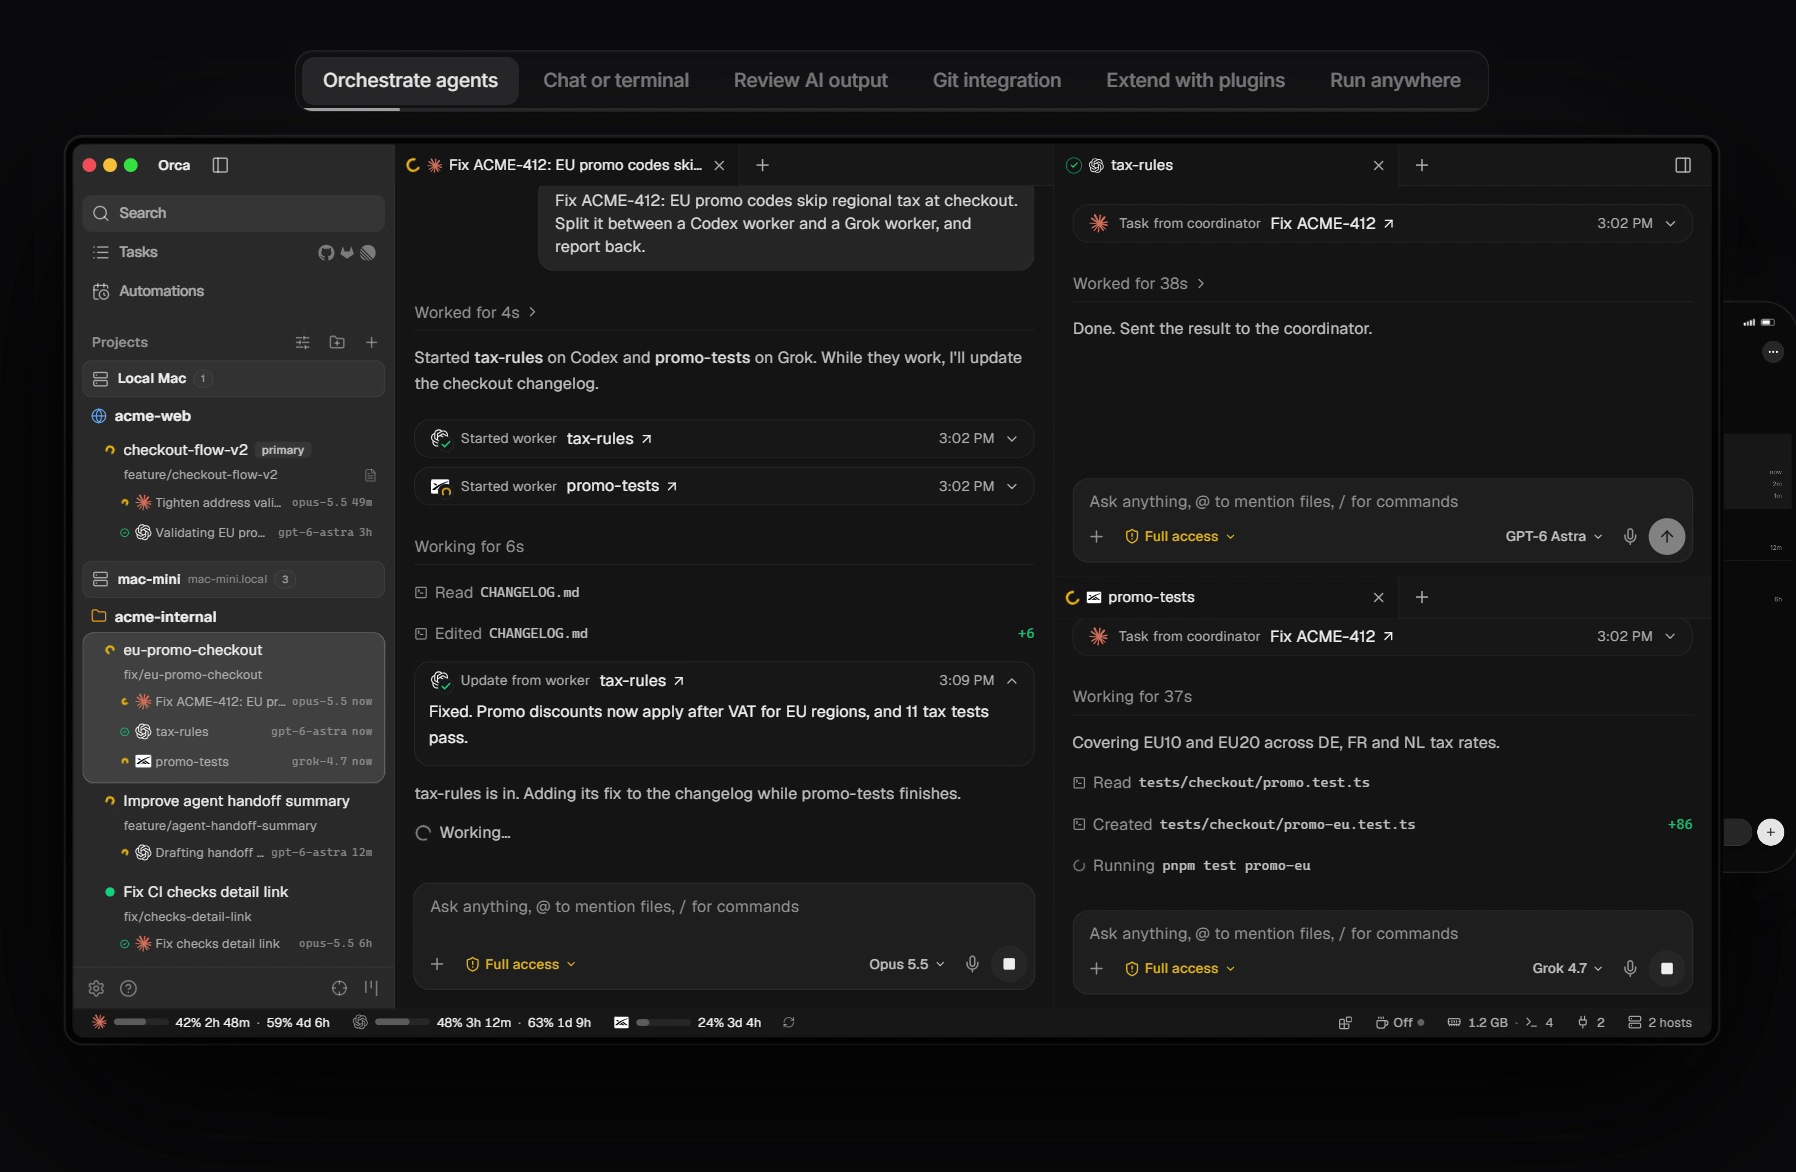 Orchestrate agents
Chat or terminal
Review AI output
Git integration
Extend with plugins
Run anywhere
Orca
Search
Tasks
Automations
Projects
Local Mac 1
acme-web
checkout-flow-v2 primary
feature/checkout-flow-v2
Tighten address vali... opus-5.5 49m
Validating EU pro... gpt-6-astra 3h
mac-mini mac-mini.local 3
acme-internal
eu-promo-checkout
fix/eu-promo-checkout
Fix ACME-412: EU pr... opus-5.5 now
tax-rules gpt-6-astra now
promo-tests grok-4.7 now
Improve agent handoff summary
feature/agent-handoff-summary
Drafting handoff ... gpt-6-astra 12m
Fix CI checks detail link
fix/checks-detail-link
Fix checks detail link opus-5.5 6h
Fix ACME-412: EU promo codes ski...
Fix ACME-412: EU promo codes skip regional tax at checkout.
Split it between a Codex worker and a Grok worker, and
report back.
Worked for 4s
Started tax-rules on Codex and promo-tests on Grok. While they work, I'll update
the checkout changelog.
Started worker tax-rules 3:02 PM
Started worker promo-tests 3:02 PM
Working for 6s
Read CHANGELOG.md
Edited CHANGELOG.md +6
Update from worker tax-rules 3:09 PM
Fixed. Promo discounts now apply after VAT for EU regions, and 11 tax tests
pass.
tax-rules is in. Adding its fix to the changelog while promo-tests finishes.
Working...
Ask anything, @ to mention files, / for commands
Full access Opus 5.5
tax-rules
Task from coordinator Fix ACME-412 3:02 PM
Worked for 38s
Done. Sent the result to the coordinator.
Ask anything, @ to mention files, / for commands
Full access GPT-6 Astra
promo-tests
Task from coordinator Fix ACME-412 3:02 PM
Working for 37s
Covering EU10 and EU20 across DE, FR and NL tax rates.
Read tests/checkout/promo.test.ts
Created tests/checkout/promo-eu.test.ts +86
Running pnpm test promo-eu
Ask anything, @ to mention files, / for commands
Full access Grok 4.7
42% 2h 48m · 59% 4d 6h
48% 3h 12m · 63% 1d 9h
24% 3d 4h
Off
1.2 GB · 4
2
2 hosts
now
2m
1m
12m